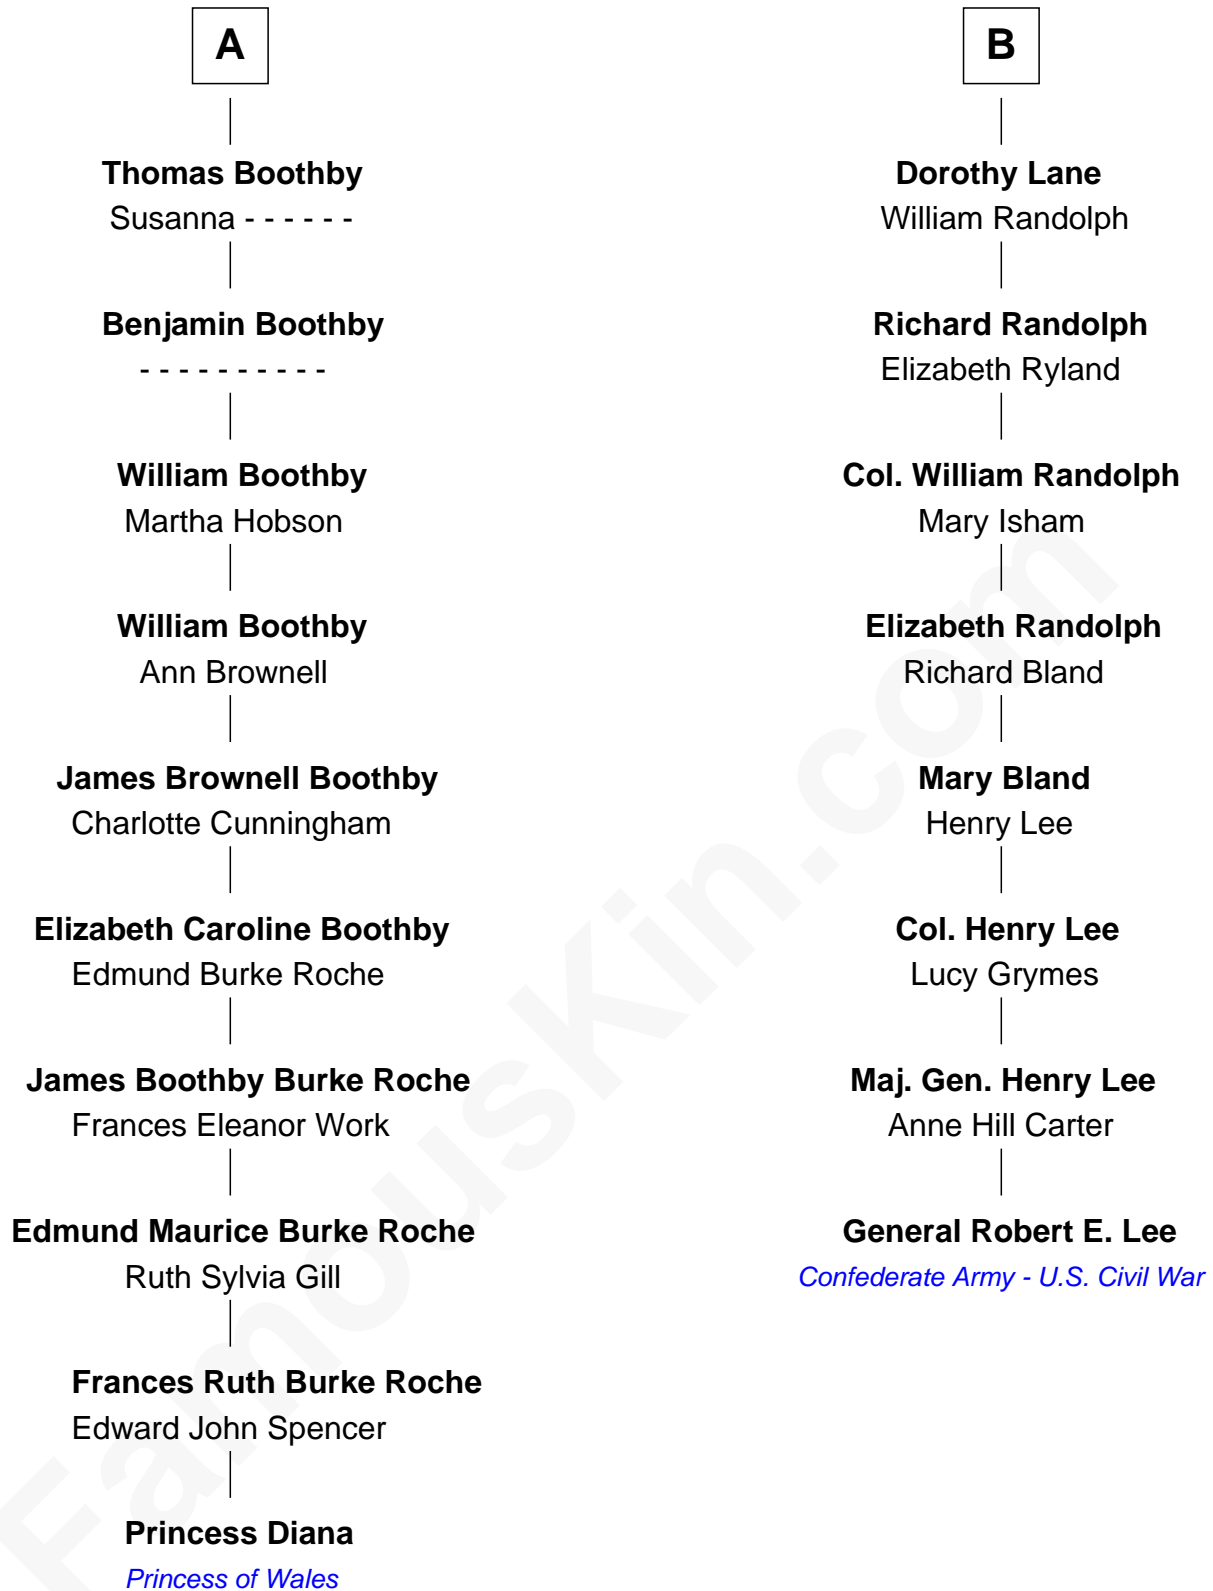 A
Thomas Boothby
Susanna - - - - - -
Benjamin Boothby
- - - - - - - - - -
William Boothby
Martha Hobson
William Boothby
Ann Brownell
James Brownell Boothby
Charlotte Cunningham
Elizabeth Caroline Boothby
Edmund Burke Roche
James Boothby Burke Roche
Frances Eleanor Work
Edmund Maurice Burke Roche
Ruth Sylvia Gill
Frances Ruth Burke Roche
Edward John Spencer
Princess Diana
Princess of Wales
B
Dorothy Lane
William Randolph
Richard Randolph
Elizabeth Ryland
Col. William Randolph
Mary Isham
Elizabeth Randolph
Richard Bland
Mary Bland
Henry Lee
Col. Henry Lee
Lucy Grymes
Maj. Gen. Henry Lee
Anne Hill Carter
General Robert E. Lee
Confederate Army - U.S. Civil War
FamousKin.com